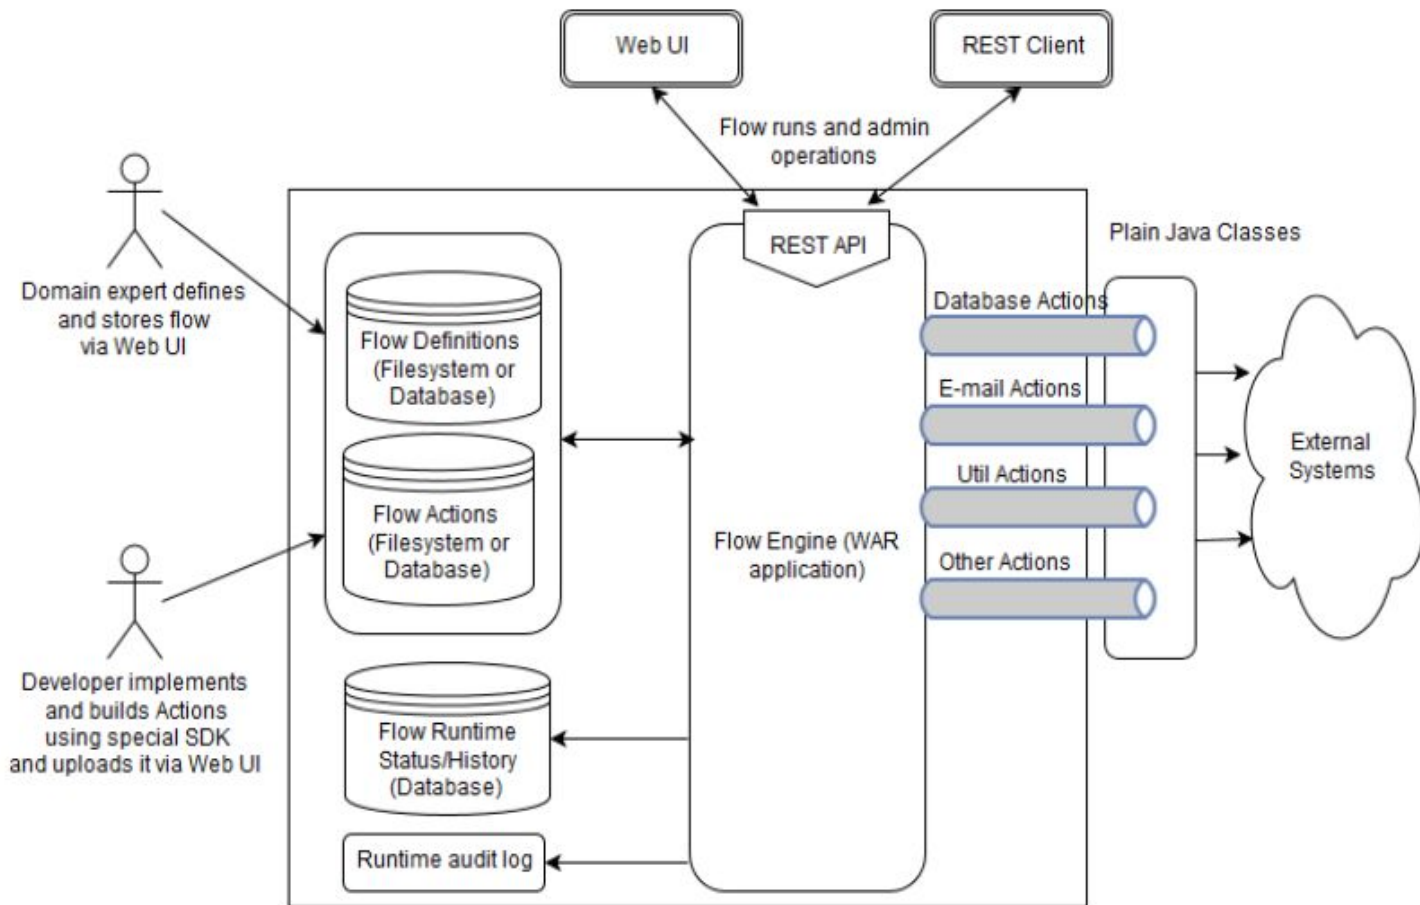 Web UI
REST Client
Flow runs and admin
operations
REST API
Plain Java Classes
Domain expert defines
and stores flow
via Web UI
Flow Definitions
(Filesystem or
Database)
Database Actions
E-mail Actions
External
Systems
Util Actions
Flow Actions
(Filesystem or
Database)
Flow Engine (WAR
application)
Other Actions
Developer implements
and builds Actions
using special SDK
and uploads it via Web UI
Flow Runtime
Status/History
(Database)
Runtime audit log